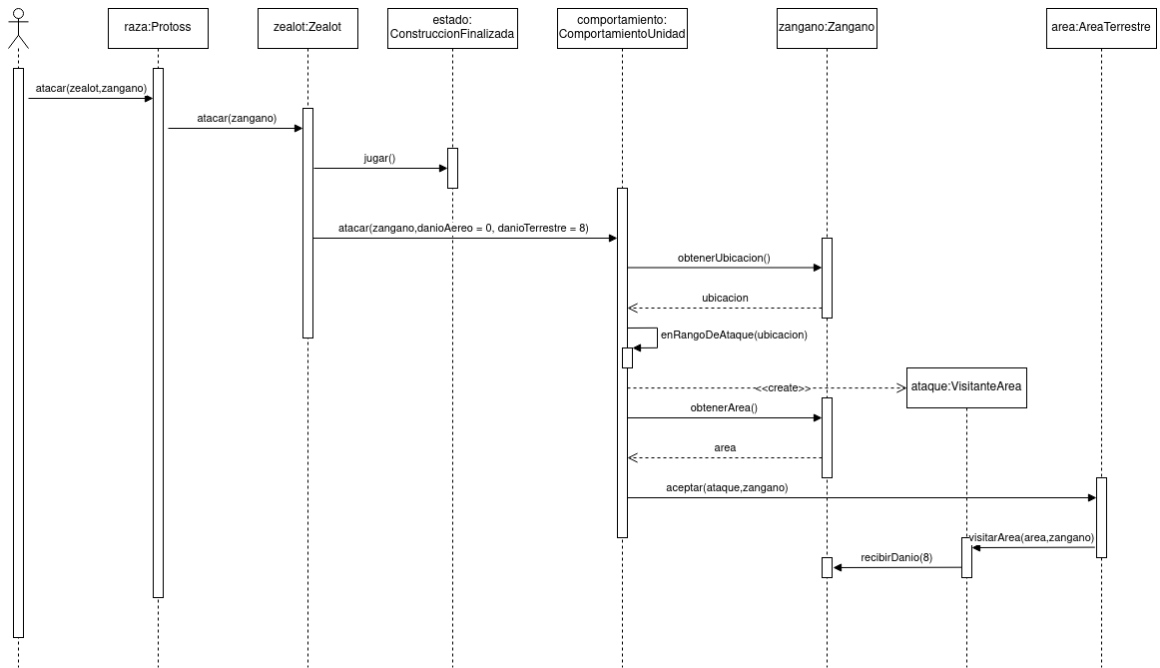 raza:Protoss
zealot:Zealot
estado:
ConstruccionFinalizada
comportamiento:
ComportamientoUnidad
zangano:Zangano
area:AreaTerrestre
atacar(zealot,zangano)
atacar(zangano)
jugar()
atacar(zangano,danioAereo = 0, danioTerrestre = 8)
obtenerUbicacion()
ubicacion
enRangoDeAtaque(ubicacion)
<<create>>
ataque:VisitanteArea
obtenerArea()
area
aceptar(ataque,zangano)
visitarArea(area,zangano)
recibirDanio(8)